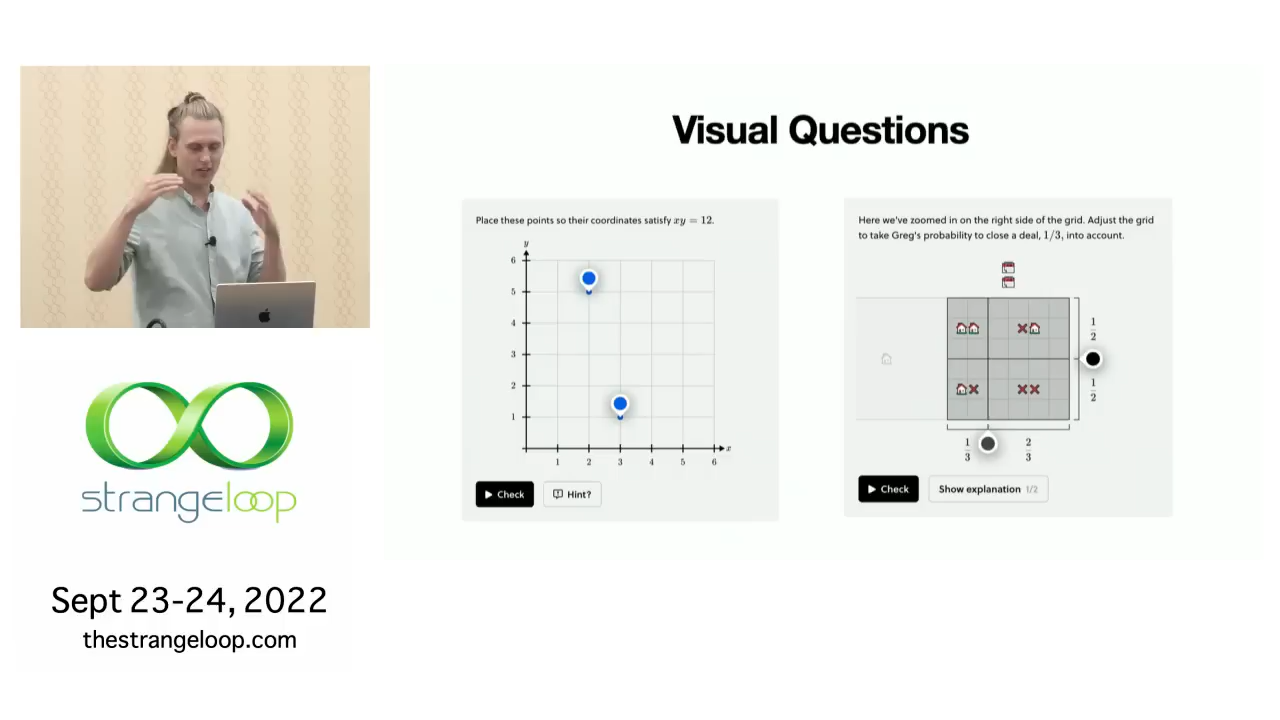 Visual Questions
Place these points so their coordinates satisfy xy = 12.
y
6
5
4
3
2
1
1 2 3 4 5 6 x
Check
Hint?
Here we've zoomed in on the right side of the grid. Adjust the grid
to take Greg's probability to close a deal, 1/3, into account.
1/2
1/2
1/3 2/3
Check
Show explanation 1/2
strangeloop
Sept 23-24, 2022
thestrangeloop.com